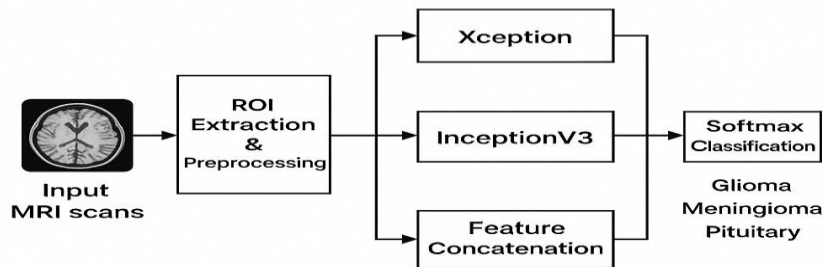 Input
MRI scans
ROI
Extraction
&
Preprocessing
Xception
InceptionV3
Feature
Concatenation
Softmax
Classification
Glioma
Meningioma
Pituitary